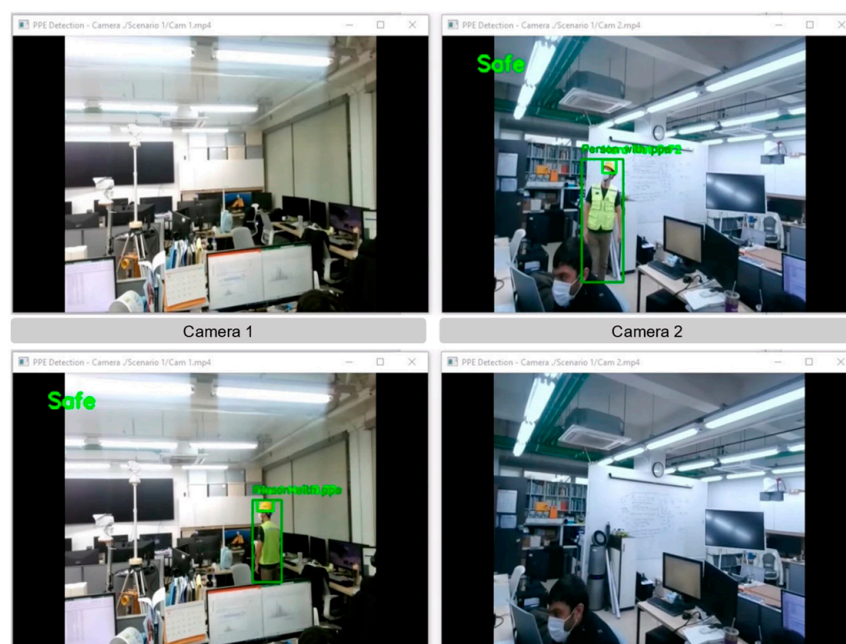 PPE Detection - Camera ./Scenario 1/Cam 1.mp4
PPE Detection - Camera ./Scenario 1/Cam 2.mp4
Safe
Person
Camera 1
Camera 2
PPE Detection - Camera ./Scenario 1/Cam 1.mp4
PPE Detection - Camera ./Scenario 1/Cam 2.mp4
Safe